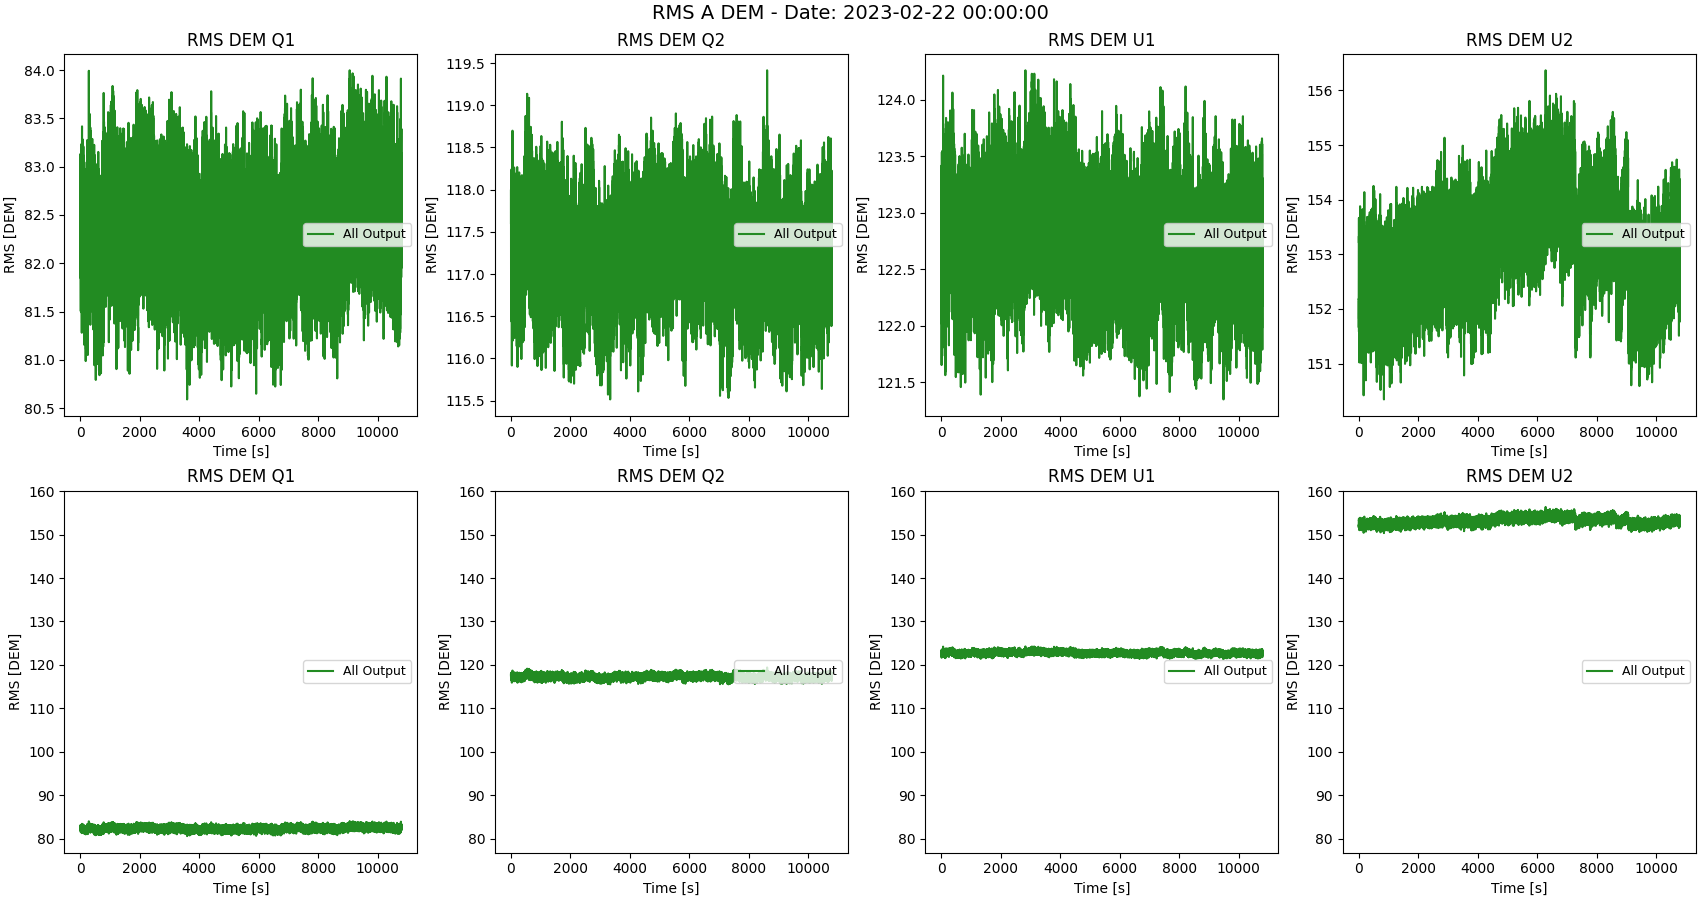 RMS A DEM - Date: 2023-02-22 00:00:00
RMS DEM Q1
RMS [DEM]
84.0
83.5
83.0
82.5
82.0
81.5
81.0
80.5
All Output
0 2000 4000 6000 8000 10000
Time [s]
RMS DEM Q2
RMS [DEM]
119.5
119.0
118.5
118.0
117.5
117.0
116.5
116.0
115.5
All Output
0 2000 4000 6000 8000 10000
Time [s]
RMS DEM U1
RMS [DEM]
124.0
123.5
123.0
122.5
122.0
121.5
All Output
0 2000 4000 6000 8000 10000
Time [s]
RMS DEM U2
RMS [DEM]
156
155
154
153
152
151
All Output
0 2000 4000 6000 8000 10000
Time [s]
RMS DEM Q1
RMS [DEM]
160
150
140
130
120
110
100
90
80
All Output
0 2000 4000 6000 8000 10000
Time [s]
RMS DEM Q2
RMS [DEM]
160
150
140
130
120
110
100
90
80
All Output
0 2000 4000 6000 8000 10000
Time [s]
RMS DEM U1
RMS [DEM]
160
150
140
130
120
110
100
90
80
All Output
0 2000 4000 6000 8000 10000
Time [s]
RMS DEM U2
RMS [DEM]
160
150
140
130
120
110
100
90
80
All Output
0 2000 4000 6000 8000 10000
Time [s]